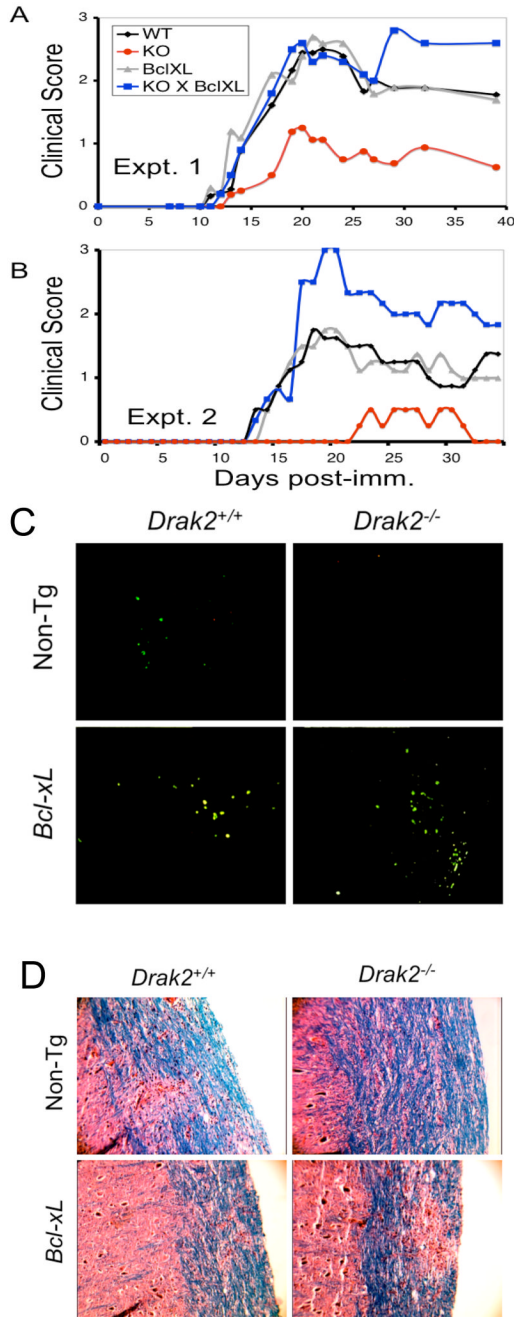 A
3
2
1
0
Clinical Score
WT
KO
BclXL
KO X BclXL
Expt. 1
0 5 10 15 20 25 30 35 40
B
3
2
1
0
Clinical Score
Expt. 2
0 5 10 15 20 25 30
Days post-imm.
C
Drak2+/+ Drak2-/-
Non-Tg
Bcl-xL
D
Drak2+/+ Drak2-/-
Non-Tg
Bcl-xL